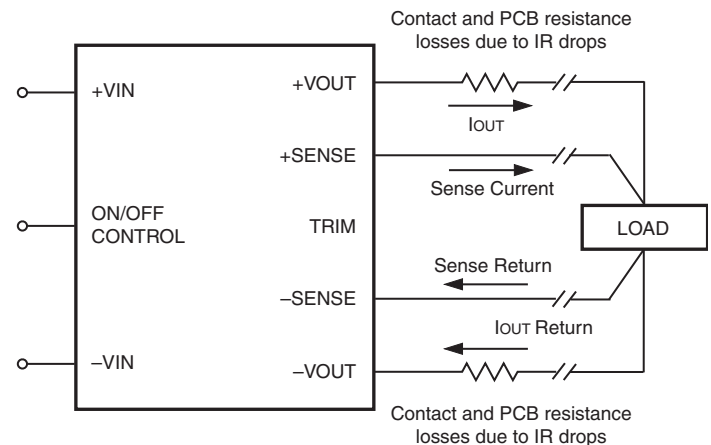 Contact and PCB resistance
losses due to IR drops
+VIN
+VOUT
IOUT
+SENSE
Sense Current
ON/OFF
CONTROL
TRIM
LOAD
Sense Return
–SENSE
IOUT Return
–VIN
–VOUT
Contact and PCB resistance
losses due to IR drops